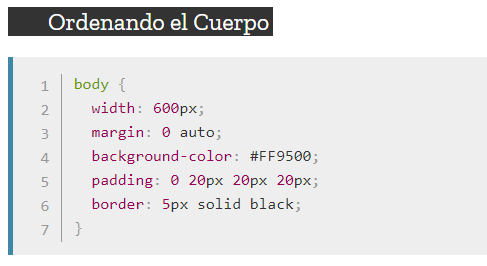 Ordenando el Cuerpo
1 body {
2   width: 600px;
3   margin: 0 auto;
4   background-color: #FF9500;
5   padding: 0 20px 20px 20px;
6   border: 5px solid black;
7 }